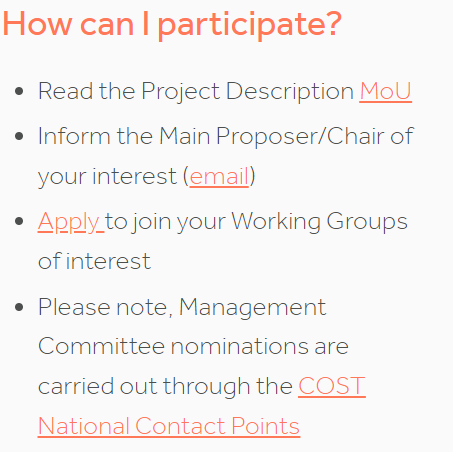 How can I participate?
• Read the Project Description MoU
• Inform the Main Proposer/Chair of
your interest (email)
• Apply to join your Working Groups
of interest
• Please note, Management
Committee nominations are
carried out through the COST
National Contact Points